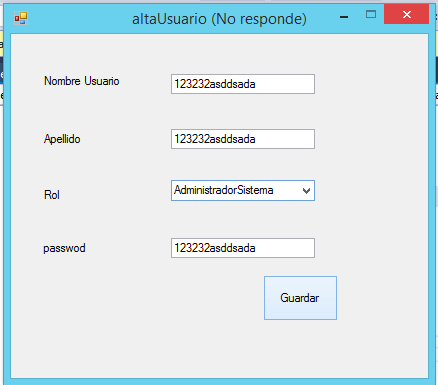 altaUsuario (No responde)
Nombre Usuario 123232asddsada
Apellido 123232asddsada
Rol AdministradorSistema
passwod 123232asddsada
Guardar